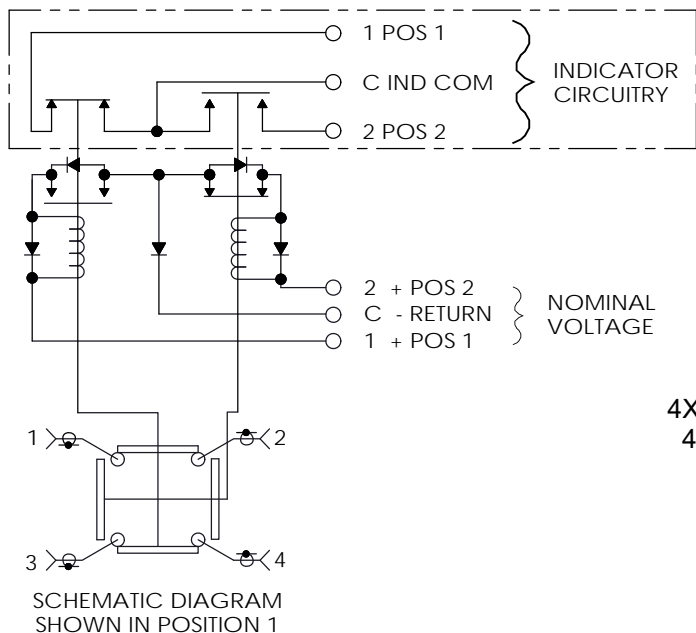 1 POS 1
C IND COM
2 POS 2
INDICATOR
CIRCUITRY
2 + POS 2
C - RETURN
1 + POS 1
NOMINAL
VOLTAGE
4X
4
1
2
3
4
SCHEMATIC DIAGRAM
SHOWN IN POSITION 1